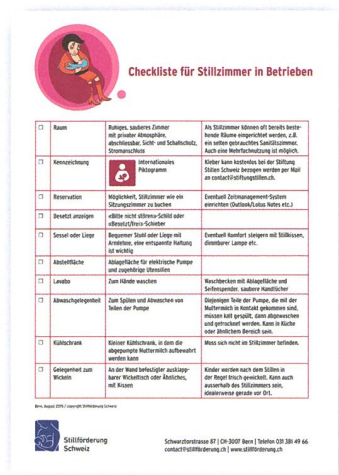 Checkliste für Stillzimmer in Betrieben
Raum
Ruhiges, sauberes Zimmer
mit privater Atmosphäre,
abschliessbar, Sicht- und Schallschutz,
Stromanschluss
Als Stillzimmer können oft bereits beste-
hende Räume eingerichtet werden, z.B.
ein selten gebrauchtes Sanitätszimmer.
Auch eine Mehrfachnutzung ist möglich.
Kennzeichnung
Internationales
Piktogramm
Kleber kann kostenlos bei der Stiftung
Stillen Schweiz bezogen werden per Mail
an contact@stiftungstillen.ch.
Reservation
Möglichkeit, Stillzimmer wie ein
Sitzungszimmer zu buchen
Eventuell Zeitmanagement-System
einrichten (Outlook/Lotus Notes etc.)
Besetzt anzeigen
«Bitte nicht stören»-Schild oder
«Besetzt/frei»-Schieber
Sessel oder Liege
Bequemer Stuhl oder Liege mit
Armlehne, eine entspannte Haltung
ist wichtig
Eventuell Komfort steigern mit Stillkissen,
dimmbarer Lampe etc.
Abstellfläche
Ablagefläche für elektrische Pumpe
und zugehörige Utensilien
Lavabo
Zum Hände waschen
Waschbecken mit Ablagefläche und
Seifenspender, saubere Handtücher
Abwaschgelegenheit
Zum Spülen und Abwaschen von
Teilen der Pumpe
Diejenigen Teile der Pumpe, die mit der
Muttermilch in Kontakt gekommen sind,
müssen kalt gespült, dann abgewaschen
und getrocknet werden. Kann in Küche
oder ähnlichem Bereich sein.
Kühlschrank
Kleiner Kühlschrank, in dem die
abgepumpte Muttermilch aufbewahrt
werden kann
Muss sich nicht im Stillzimmer befinden.
Gelegenheit zum
Wickeln
An der Wand befestigter ausklapp-
barer Wickeltisch oder Ähnliches,
mit Kissen
Kinder werden nach dem Stillen in
der Regel frisch gewickelt. Kann auch
ausserhalb des Stillzimmers sein,
idealerweise gerade vor Ort.
Bern, August 2015 / copyright Stillförderung Schweiz
Stillförderung
Schweiz
Schwarztorstrasse 87 | CH-3007 Bern | Telefon 031 381 49 66
contact@stillfoerderung.ch | www.stillfoerderung.ch